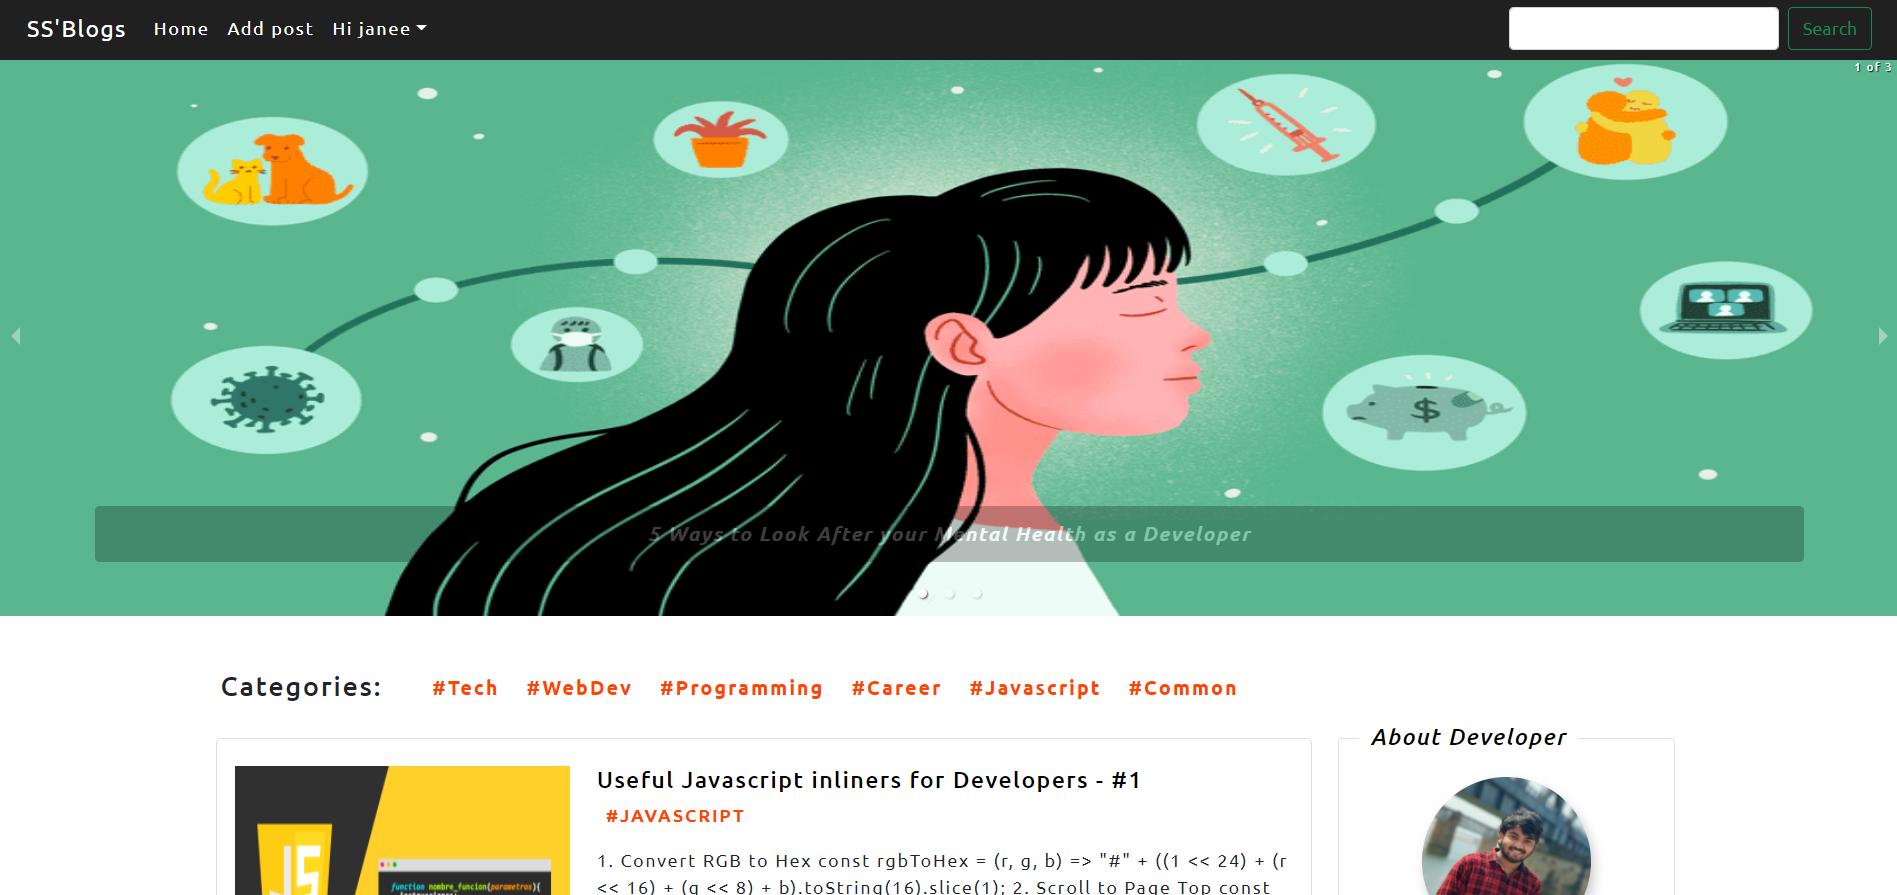 SS'Blogs Home Add post Hi janee Search
1 of 3
$
5 Ways to Look After your Mental Health as a Developer
Categories: #Tech #WebDev #Programming #Career #Javascript #Common
About Developer
Useful Javascript inliners for Developers - #1
#JAVASCRIPT
JS
function nombre_funcion(parametros){
1. Convert RGB to Hex const rgbToHex = (r, g, b) => "#" + ((1 << 24) + (r
<< 16) + (g << 8) + b).toString(16).slice(1); 2. Scroll to Page Top const